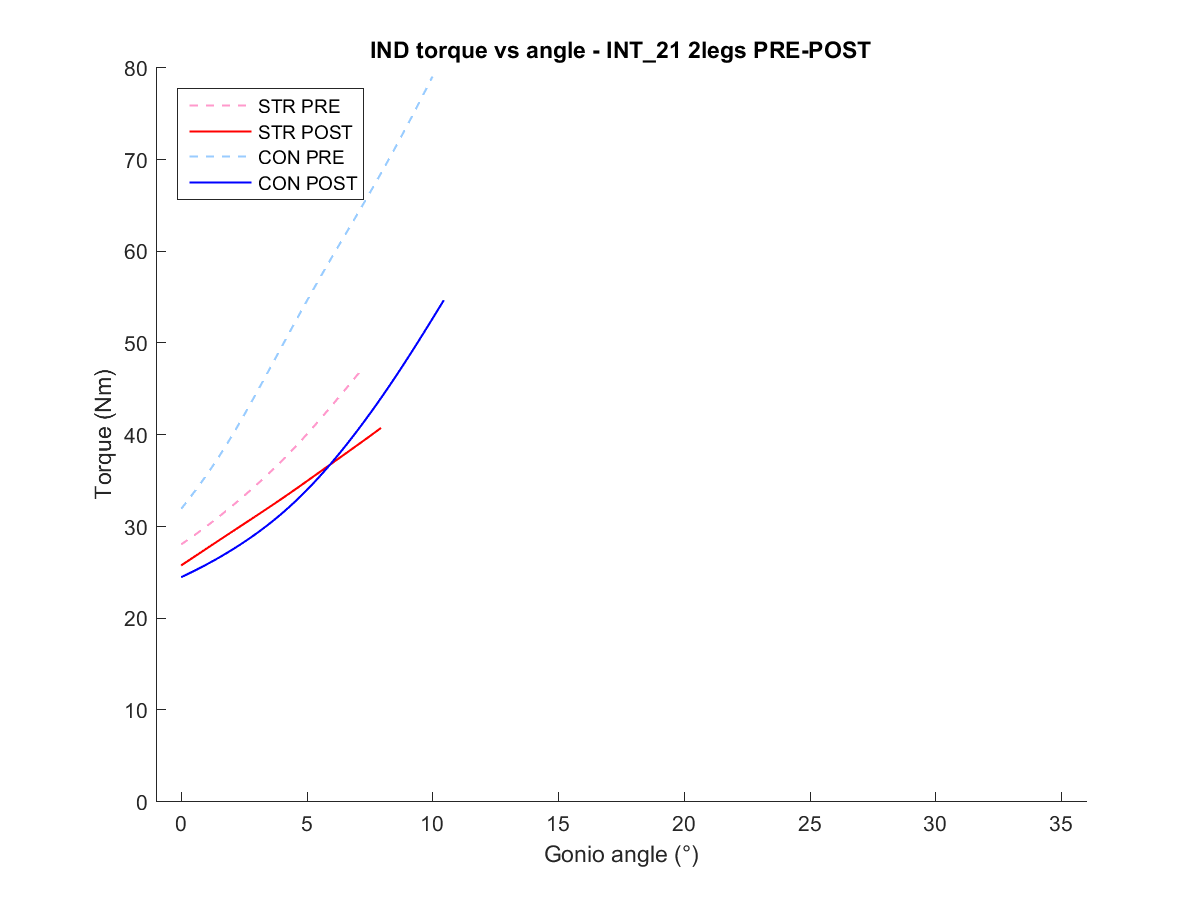 IND torque vs angle - INT_21 2legs PRE-POST
80
70
60
50
40
30
20
10
0
Torque (Nm)
STR PRE
STR POST
CON PRE
CON POST
0 5 10 15 20 25 30 35
Gonio angle (°)